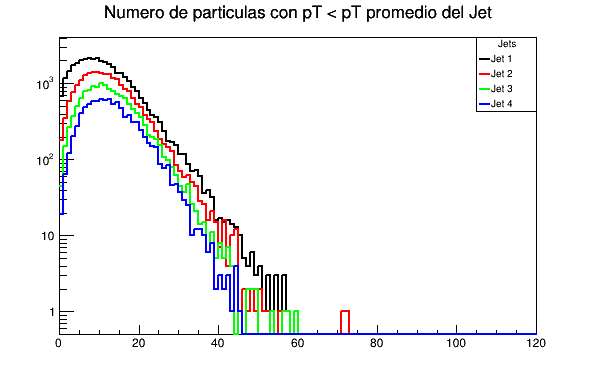 Numero de particulas con pT < pT promedio del Jet
Jets
Jet 1
Jet 2
Jet 3
Jet 4
10³
10²
10
1
0 20 40 60 80 100 120